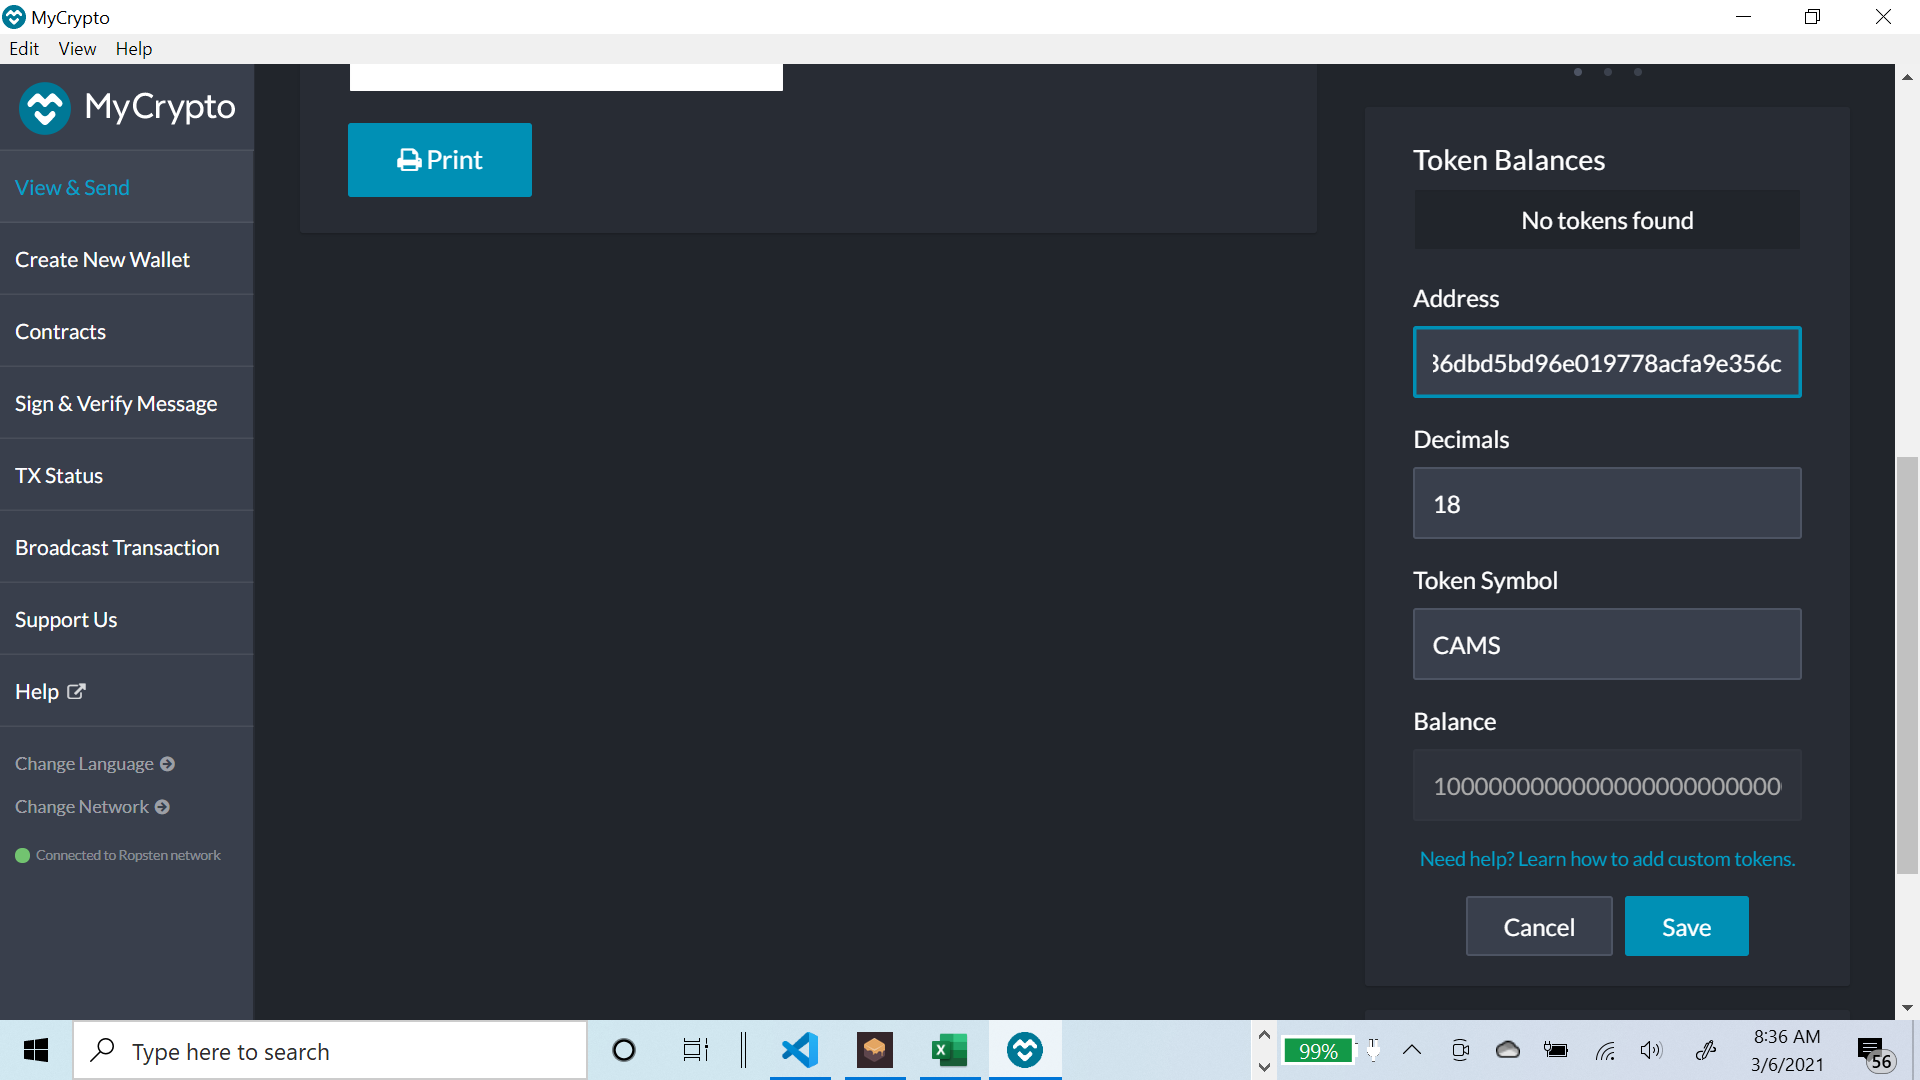 MyCrypto
Edit View Help
MyCrypto
View & Send
Create New Wallet
Contracts
Sign & Verify Message
TX Status
Broadcast Transaction
Support Us
Help
Change Language
Change Network
Connected to Ropsten network
Print
Token Balances
No tokens found
Address
36dbd5bd96e019778acfa9e356c
Decimals
18
Token Symbol
CAMS
Balance
Need help? Learn how to add custom tokens.
Cancel Save
Type here to search
99%
8:36 AM
3/6/2021
56